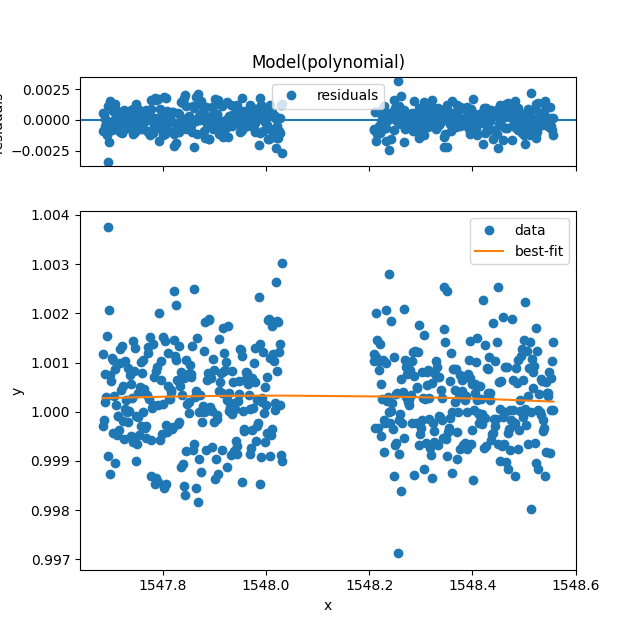 Model(polynomial)
0.0025
0.0000
−0.0025
residuals
residuals
1.004
1.003
1.002
1.001
1.000
0.999
0.998
0.997
y
data
best-fit
1547.8
1548.0
1548.2
1548.4
1548.6
x